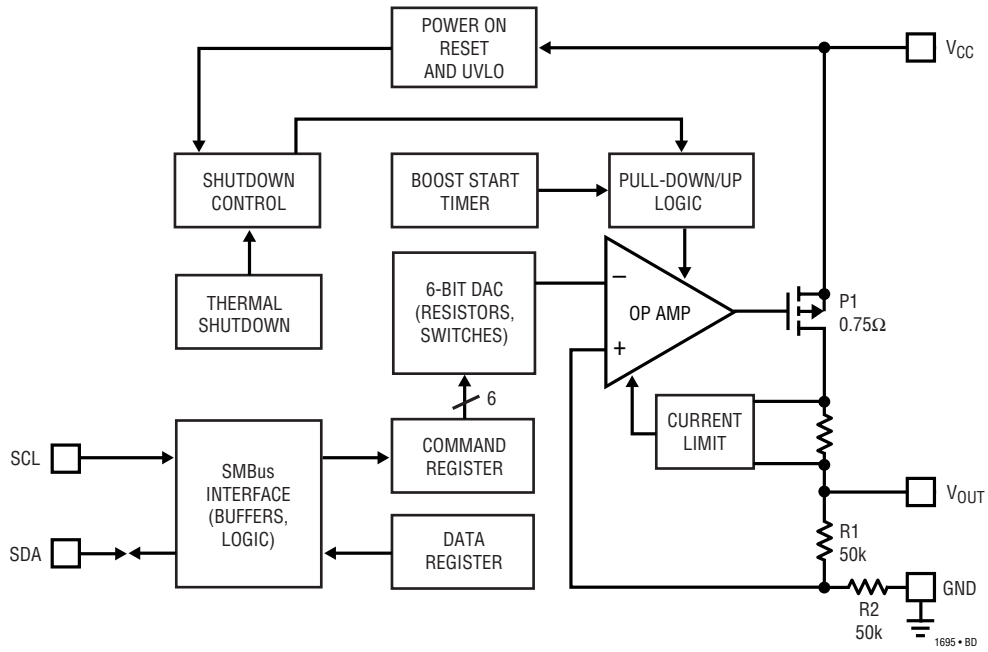 POWER ON
RESET
AND UVLO
VCC
SHUTDOWN
CONTROL
BOOST START
TIMER
PULL-DOWN/UP
LOGIC
THERMAL
SHUTDOWN
6-BIT DAC
(RESISTORS,
SWITCHES)
–
OP AMP
+
P1
0.75Ω
6
CURRENT
LIMIT
SCL
SMBus
INTERFACE
(BUFFERS,
LOGIC)
COMMAND
REGISTER
VOUT
SDA
DATA
REGISTER
R1
50k
R2
50k
GND
1695 • BD